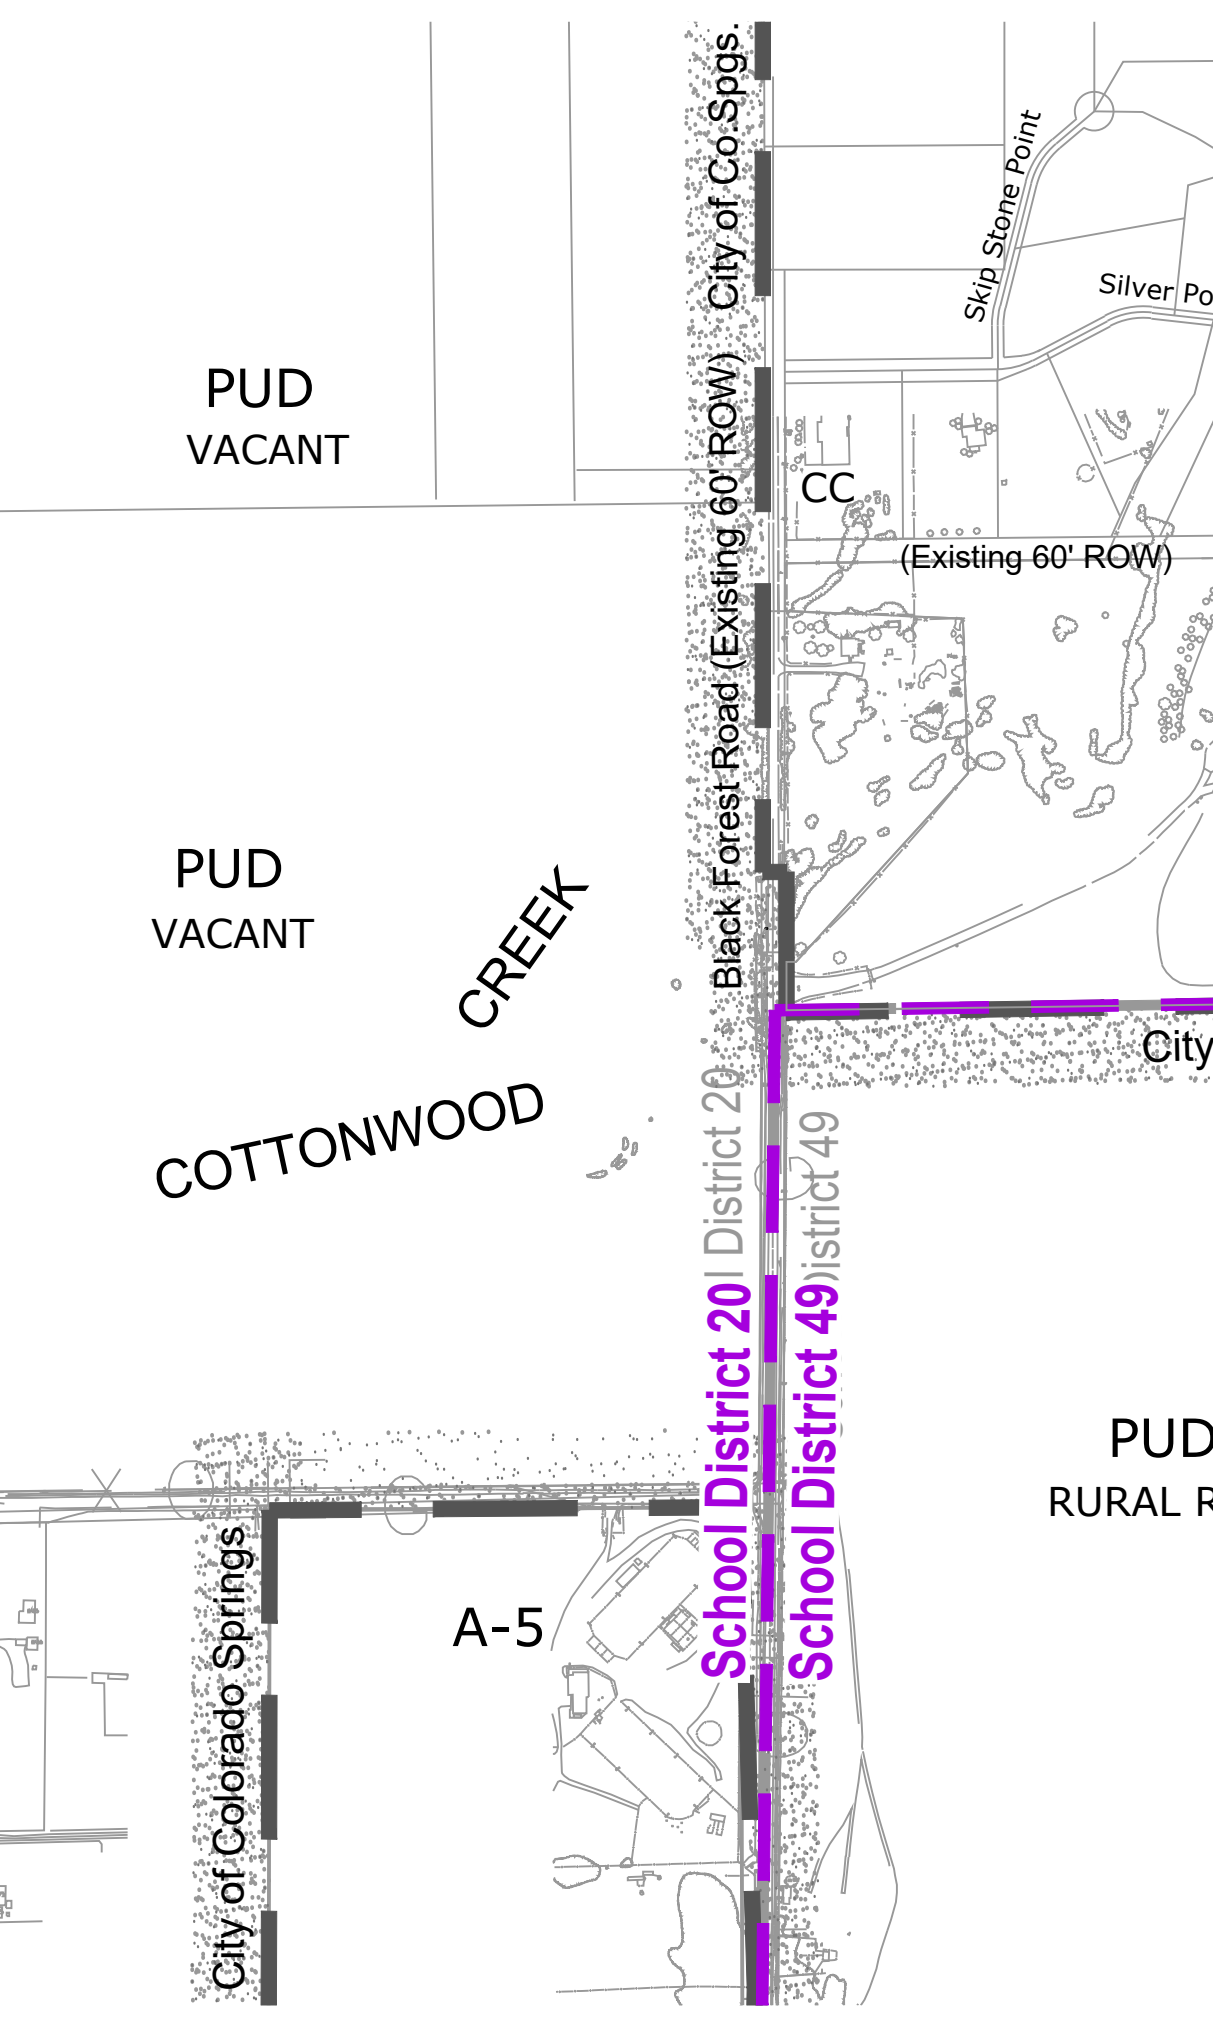 City of Co.Spgs.
Skip Stone Point
Silver Po
PUD
VACANT
Black Forest Road (Existing 60' ROW)
CC
(Existing 60' ROW)
PUD
VACANT
CREEK
City
COTTONWOOD
l District 20
District 49
School District 20
School District 49
PUD
RURAL R
City of Colorado Springs
A-5